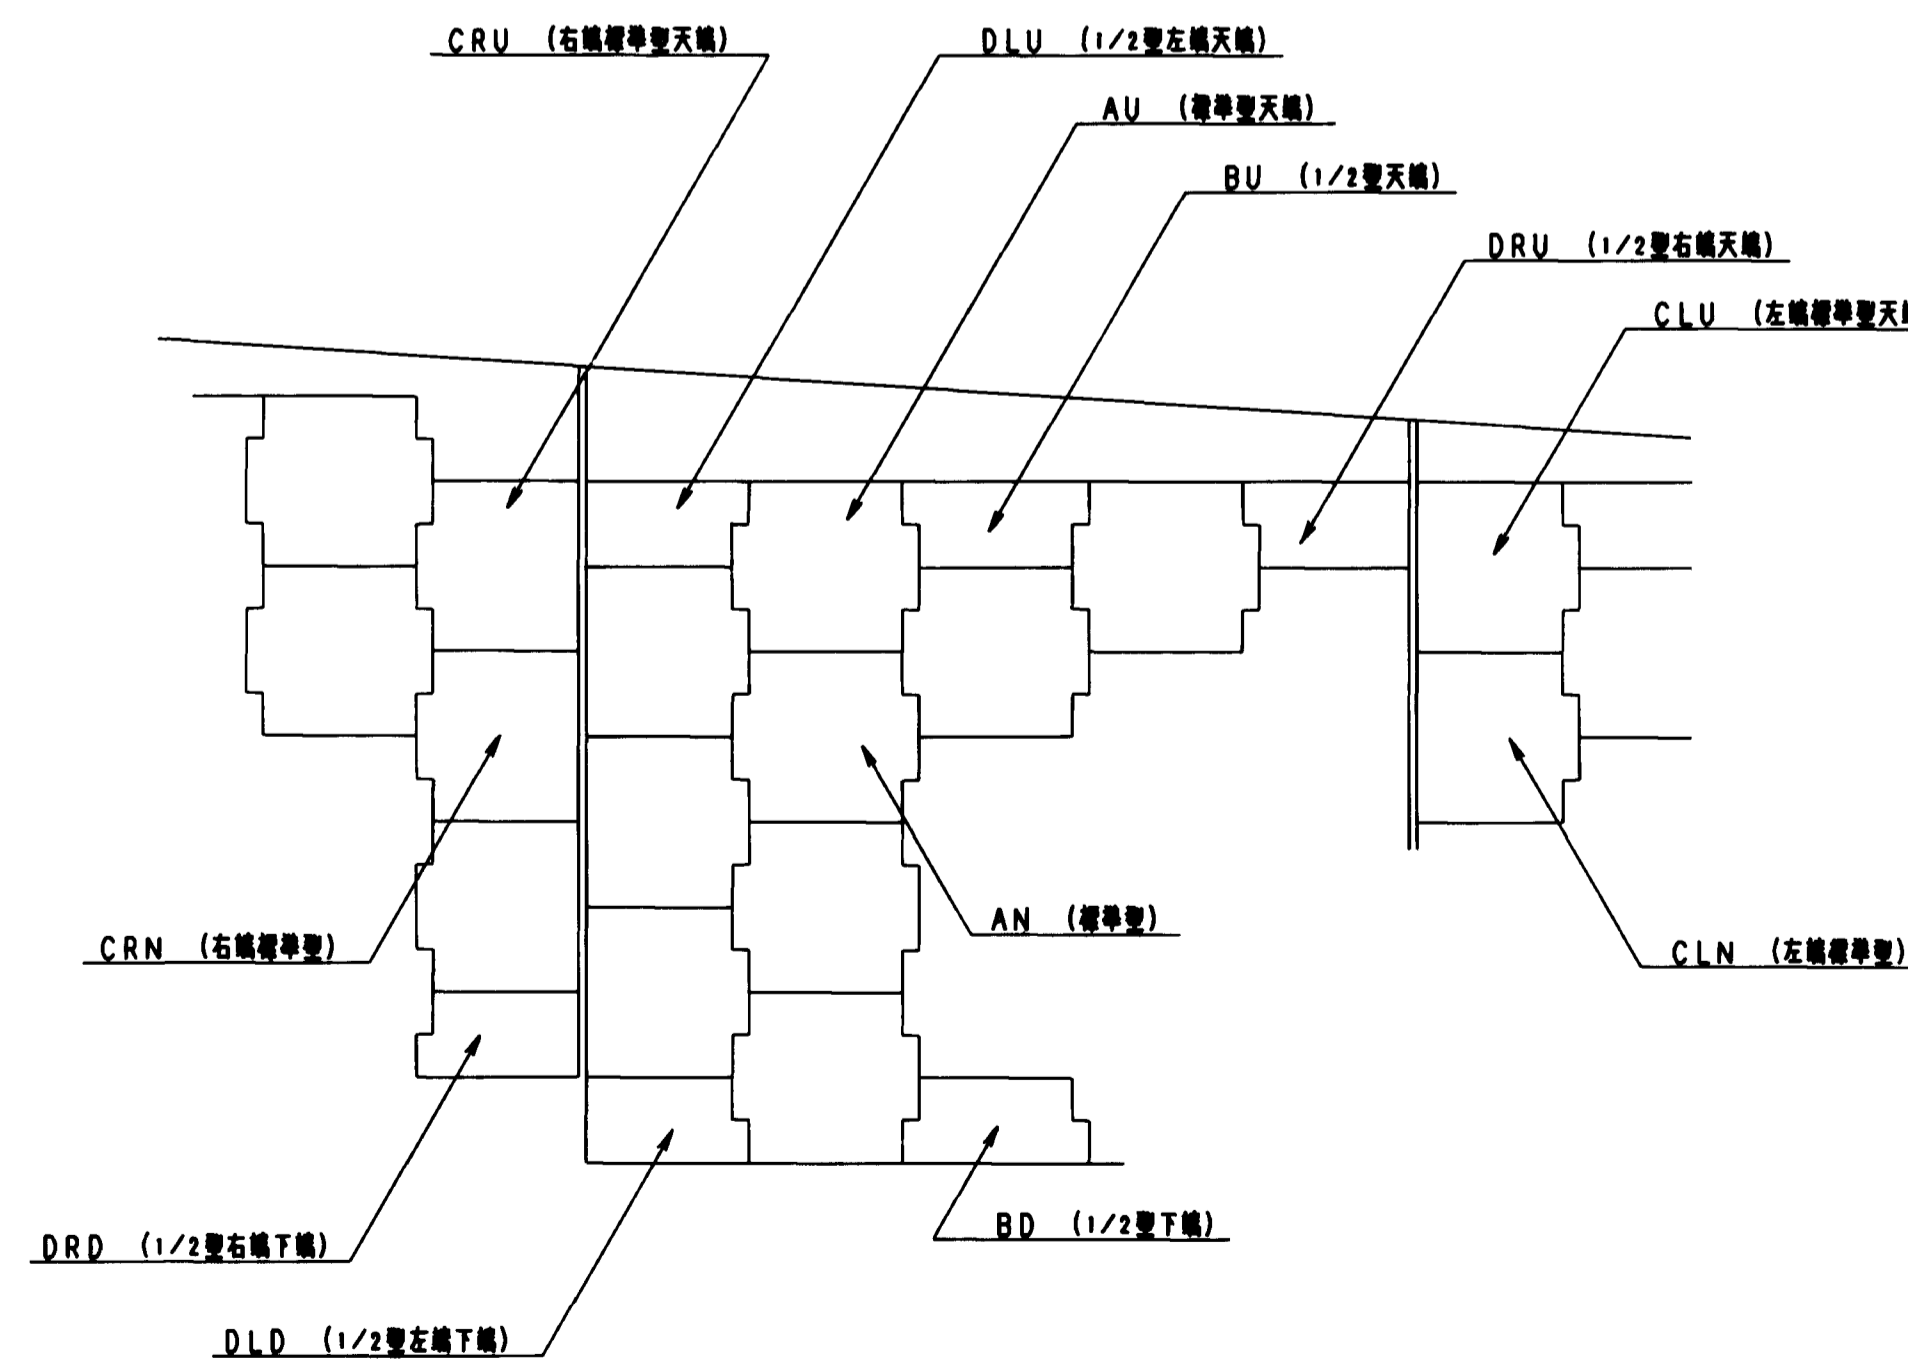 CRU (右端標準型天端)
DLU (1/2型左端天端)
AU (標準型天端)
BU (1/2型天端)
DRU (1/2型右端天端)
CLU (左端標準型天端
AN (標準型)
CRN (右端標準型)
CLN (左端標準型)
BD (1/2型下端)
DRD (1/2型右端下端)
DLD (1/2型左端下端)